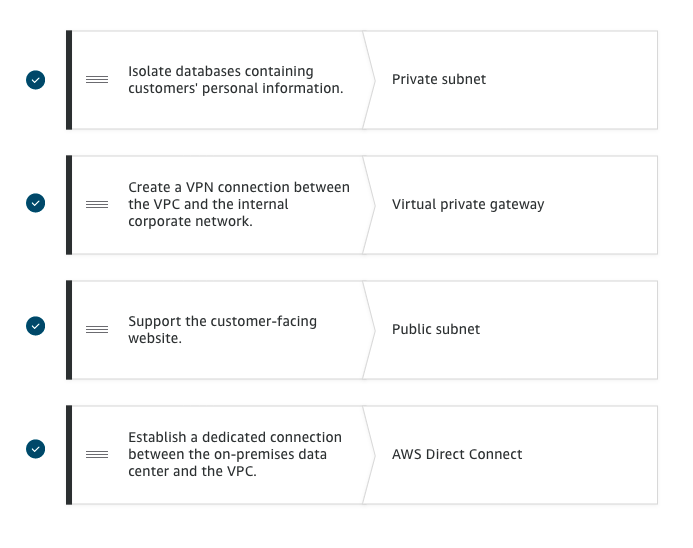 Isolate databases containing
customers' personal information.
Private subnet
Create a VPN connection between
the VPC and the internal
corporate network.
Virtual private gateway
Support the customer-facing
website.
Public subnet
Establish a dedicated connection
between the on-premises data
center and the VPC.
AWS Direct Connect